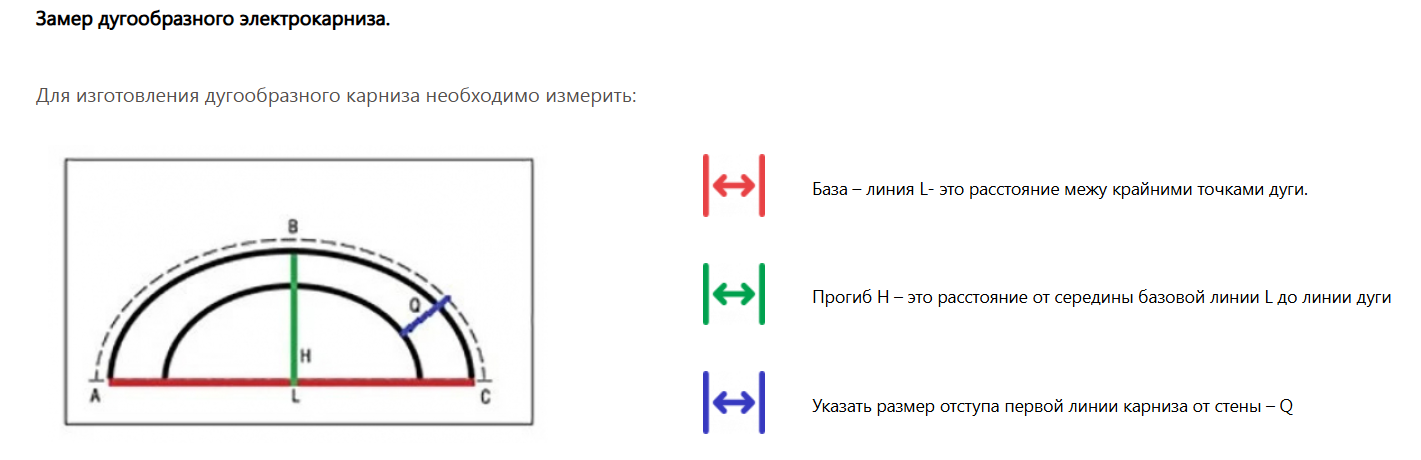 Замер дугообразного электрокарниза.
Для изготовления дугообразного карниза необходимо измерить:
B
Q
H
A
L
C
База – линия L- это расстояние межу крайними точками дуги.
Прогиб H – это расстояние от середины базовой линии L до линии дуги
Указать размер отступа первой линии карниза от стены – Q